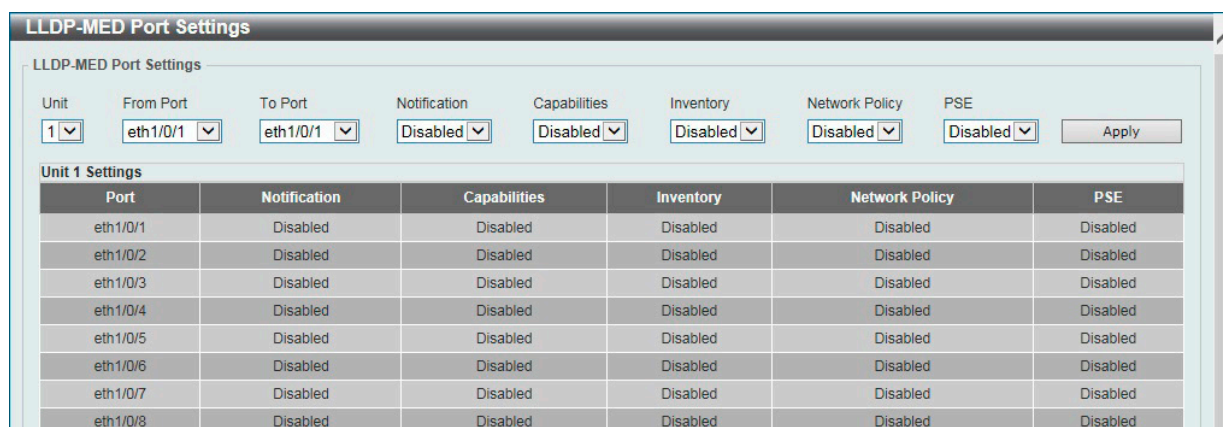 LLDP-MED Port Settings
LLDP-MED Port Settings
Unit From Port To Port Notification Capabilities Inventory Network Policy PSE
1 eth1/0/1 eth1/0/1 Disabled Disabled Disabled Disabled Disabled Apply
Unit 1 Settings
Port Notification Capabilities Inventory Network Policy PSE
eth1/0/1 Disabled Disabled Disabled Disabled Disabled
eth1/0/2 Disabled Disabled Disabled Disabled Disabled
eth1/0/3 Disabled Disabled Disabled Disabled Disabled
eth1/0/4 Disabled Disabled Disabled Disabled Disabled
eth1/0/5 Disabled Disabled Disabled Disabled Disabled
eth1/0/6 Disabled Disabled Disabled Disabled Disabled
eth1/0/7 Disabled Disabled Disabled Disabled Disabled
eth1/0/8 Disabled Disabled Disabled Disabled Disabled